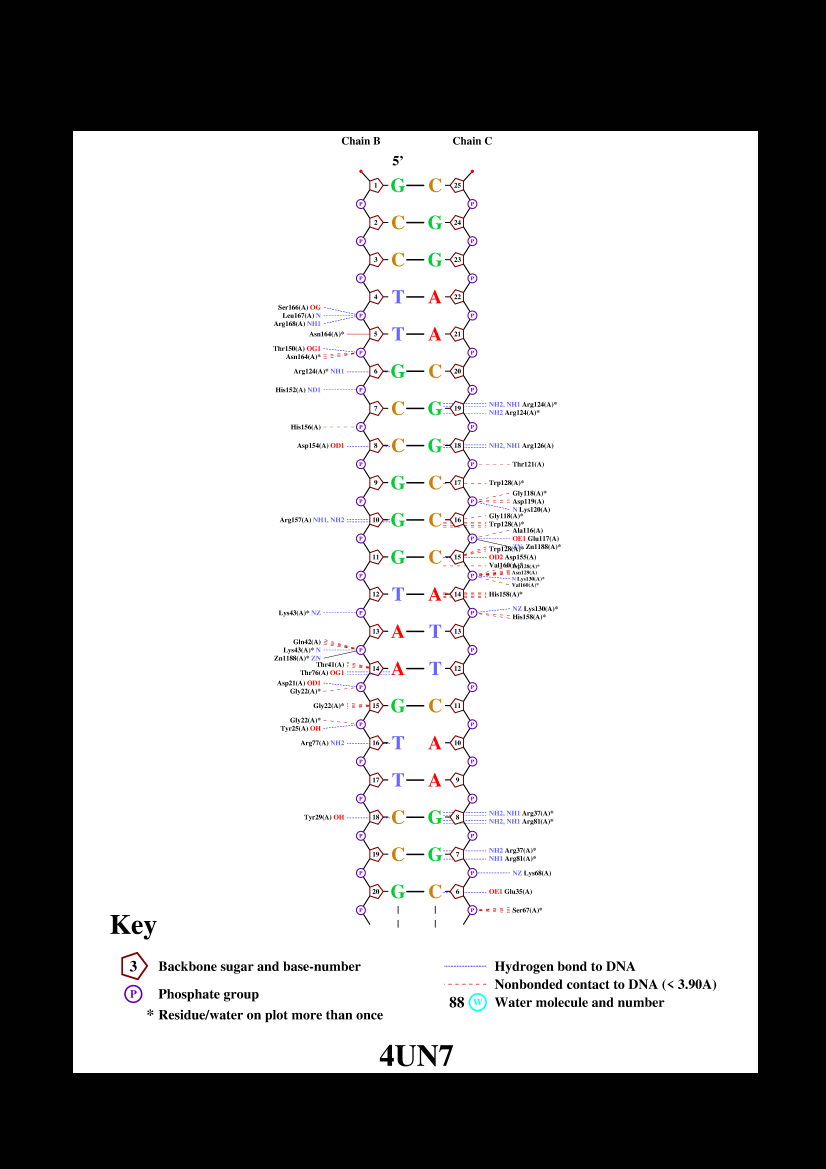 Chain B Chain C
5’
1 G C 25
P P
2 C G 24
P P
3 C G 23
P P
4 T A 22
Ser166(A) OG
Leu167(A) N P P
Arg168(A) NH1
Asn164(A)* 5 T A 21
Thr150(A) OG1 P P
Asn164(A)*
Arg124(A)* NH1 6 G C 20
His152(A) ND1 P P
7 C G 19 NH2, NH1 Arg124(A)*
NH2 Arg124(A)*
His156(A) P P
Asp154(A) OD1 8 C G 18 NH2, NH1 Arg126(A)
P P Thr121(A)
9 G C 17 Trp128(A)*
Gly118(A)*
P P Asp119(A)
N Lys120(A)
Gly118(A)*
Arg157(A) NH1, NH2 10 G C 16 Trp128(A)*
Ala116(A)
P P OE1 Glu117(A)
Zn1188(A)*
Trp128(A)*
11 G C 15 OD2 Asp155(A)
Val160(A)*
P P Asn129(A)
N Lys130(A)*
Val160(A)*
12 T A 14 His158(A)*
Lys43(A)* NZ P P NZ Lys130(A)*
His158(A)*
13 A T 13
Gln42(A)
Lys43(A)* N P P
Zn1188(A)* ZN
Thr41(A)
Thr76(A) OG1 14 A T 12
Asp21(A) OD1 P P
Gly22(A)*
Gly22(A)* 15 G C 11
Gly22(A)* P P
Tyr25(A) OH
Arg77(A) NH2 16 T A 10
P P
17 T A 9
P P
Tyr29(A) OH 18 C G 8 NH2, NH1 Arg37(A)*
NH2, NH1 Arg81(A)*
P P
19 C G 7 NH2 Arg37(A)*
NH1 Arg81(A)*
P P NZ Lys68(A)
20 G C 6 OE1 Glu35(A)
P P Ser67(A)*
Key
3 Backbone sugar and base-number
P Phosphate group
* Residue/water on plot more than once
Hydrogen bond to DNA
Nonbonded contact to DNA (< 3.90A)
88 W Water molecule and number
4UN7